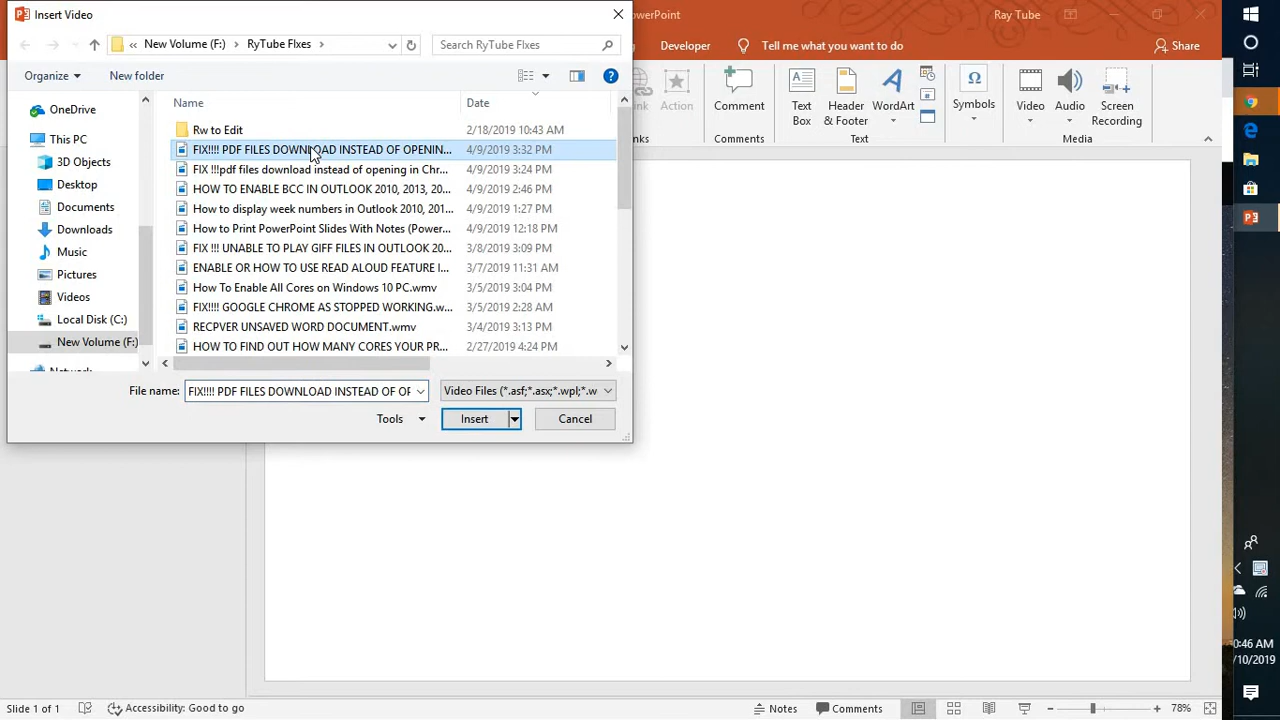 Insert Video
PowerPoint
Ray Tube
New Volume (F:) RyTube FIxes
Search RyTube FIxes
Developer
Tell me what you want to do
Share
Organize
New folder
Action
Comment
Text Box
Header & Footer
WordArt
Symbols
Video
Audio
Screen Recording
Comments
Media
Name
Date
OneDrive
This PC
3D Objects
Desktop
Documents
Downloads
Music
Pictures
Videos
Local Disk (C:)
New Volume (F:)
Network
Rw to Edit 2/18/2019 10:43 AM
FIX!!!! PDF FILES DOWNLOAD INSTEAD OF OPENIN... 4/9/2019 3:32 PM
FIX !!!pdf files download instead of opening in Chr... 4/9/2019 3:24 PM
HOW TO ENABLE BCC IN OUTLOOK 2010, 2013, 20... 4/9/2019 2:46 PM
How to display week numbers in Outlook 2010, 201... 4/9/2019 1:27 PM
How to Print PowerPoint Slides With Notes (Power... 4/9/2019 12:18 PM
FIX !!! UNABLE TO PLAY GIFF FILES IN OUTLOOK 20... 3/8/2019 3:09 PM
ENABLE OR HOW TO USE READ ALOUD FEATURE I... 3/7/2019 11:31 AM
How To Enable All Cores on Windows 10 PC.wmv 3/5/2019 3:04 PM
FIX!!!! GOOGLE CHROME AS STOPPED WORKING.w... 3/5/2019 2:28 AM
RECPVER UNSAVED WORD DOCUMENT.wmv 3/4/2019 3:13 PM
HOW TO FIND OUT HOW MANY CORES YOUR PR... 2/27/2019 4:24 PM
File name: FIX!!!! PDF FILES DOWNLOAD INSTEAD OF OP
Video Files (*.asf;*.asx;*.wpl;*.w
Tools
Insert
Cancel
Slide 1 of 1
Accessibility: Good to go
Notes
Comments
78%
0:46 AM
/10/2019